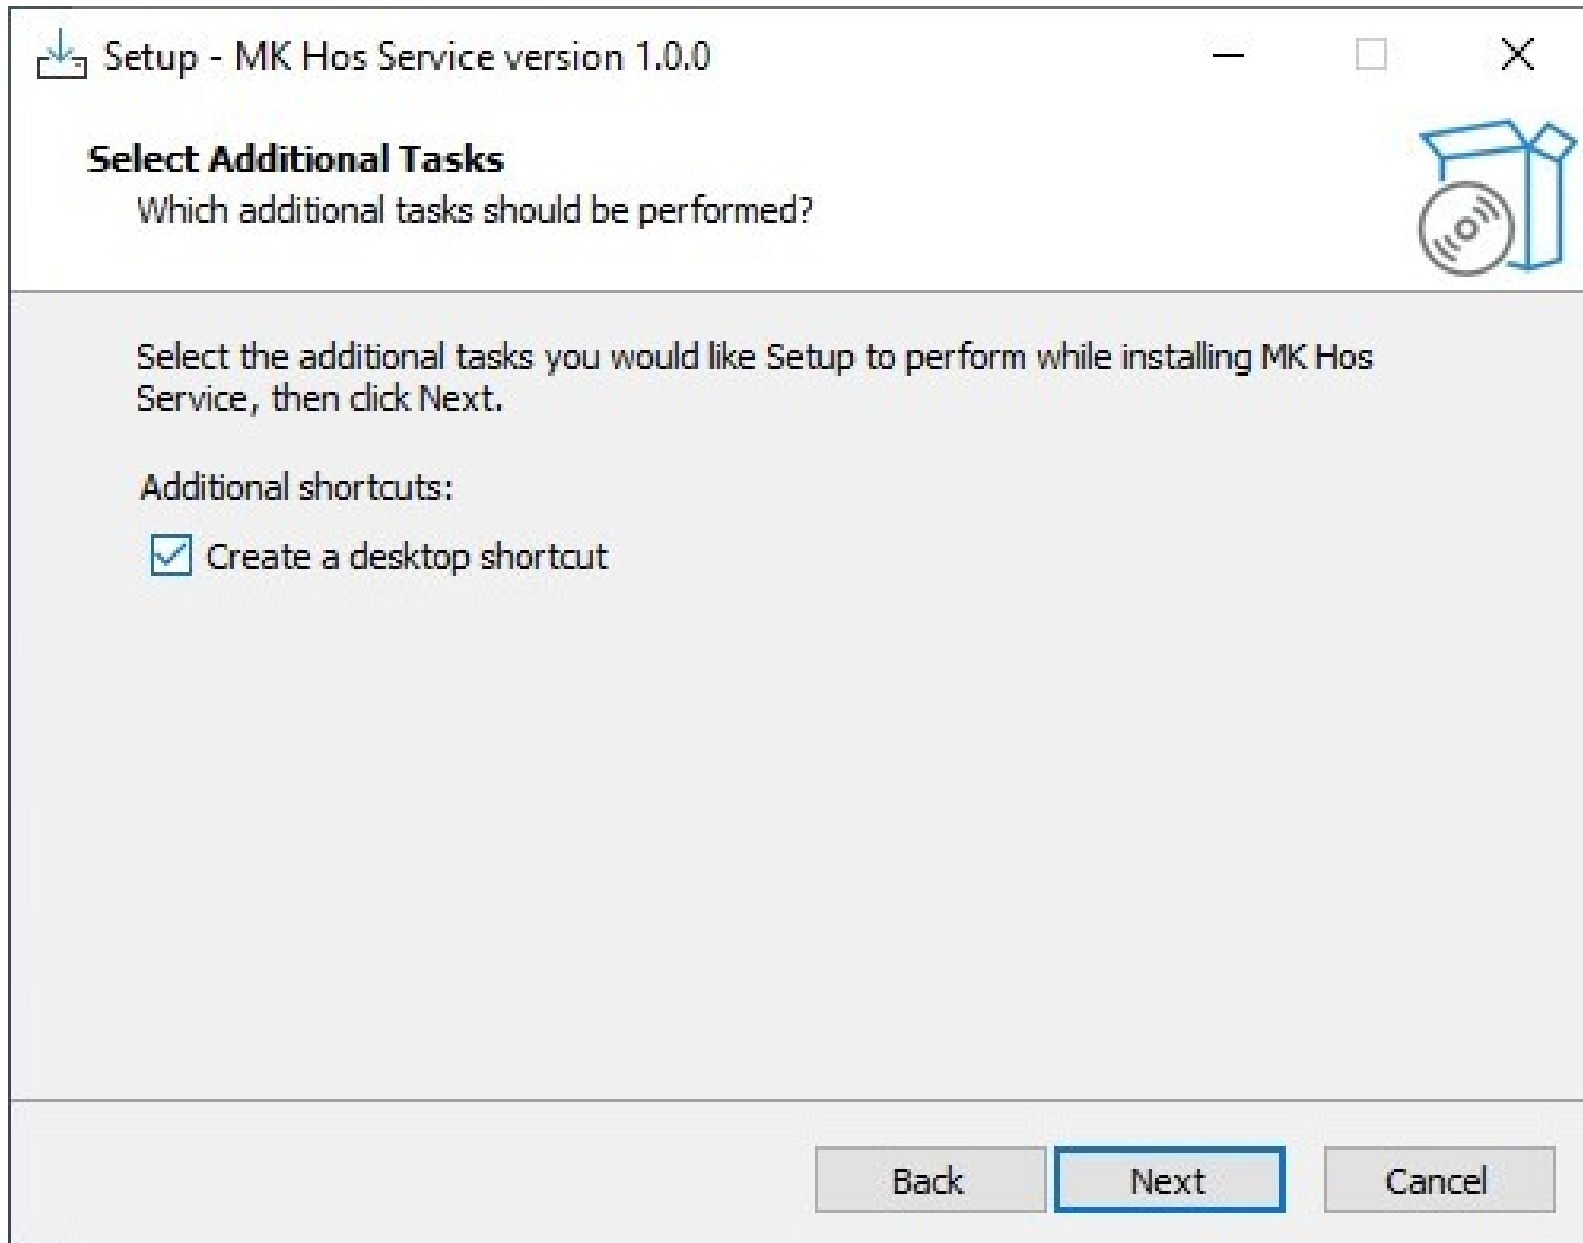 Setup - MK Hos Service version 1.0.0
Select Additional Tasks
Which additional tasks should be performed?
Select the additional tasks you would like Setup to perform while installing MK Hos
Service, then click Next.
Additional shortcuts:
Create a desktop shortcut
Back
Next
Cancel